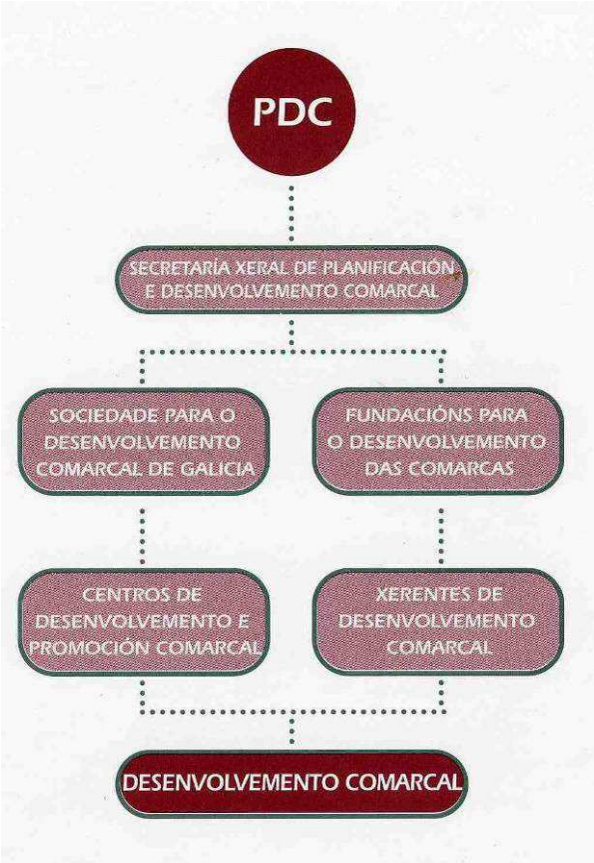 PDC
SECRETARÍA XERAL DE PLANIFICACIÓN
E DESENVOLVEMENTO COMARCAL
SOCIEDADE PARA O
DESENVOLVEMENTO
COMARCAL DE GALICIA
FUNDACIÓNS PARA
O DESENVOLVEMENTO
DAS COMARCAS
CENTROS DE
DESENVOLVEMENTO E
PROMOCIÓN COMARCAL
XERENTES DE
DESENVOLVEMENTO
COMARCAL
DESENVOLVEMENTO COMARCAL